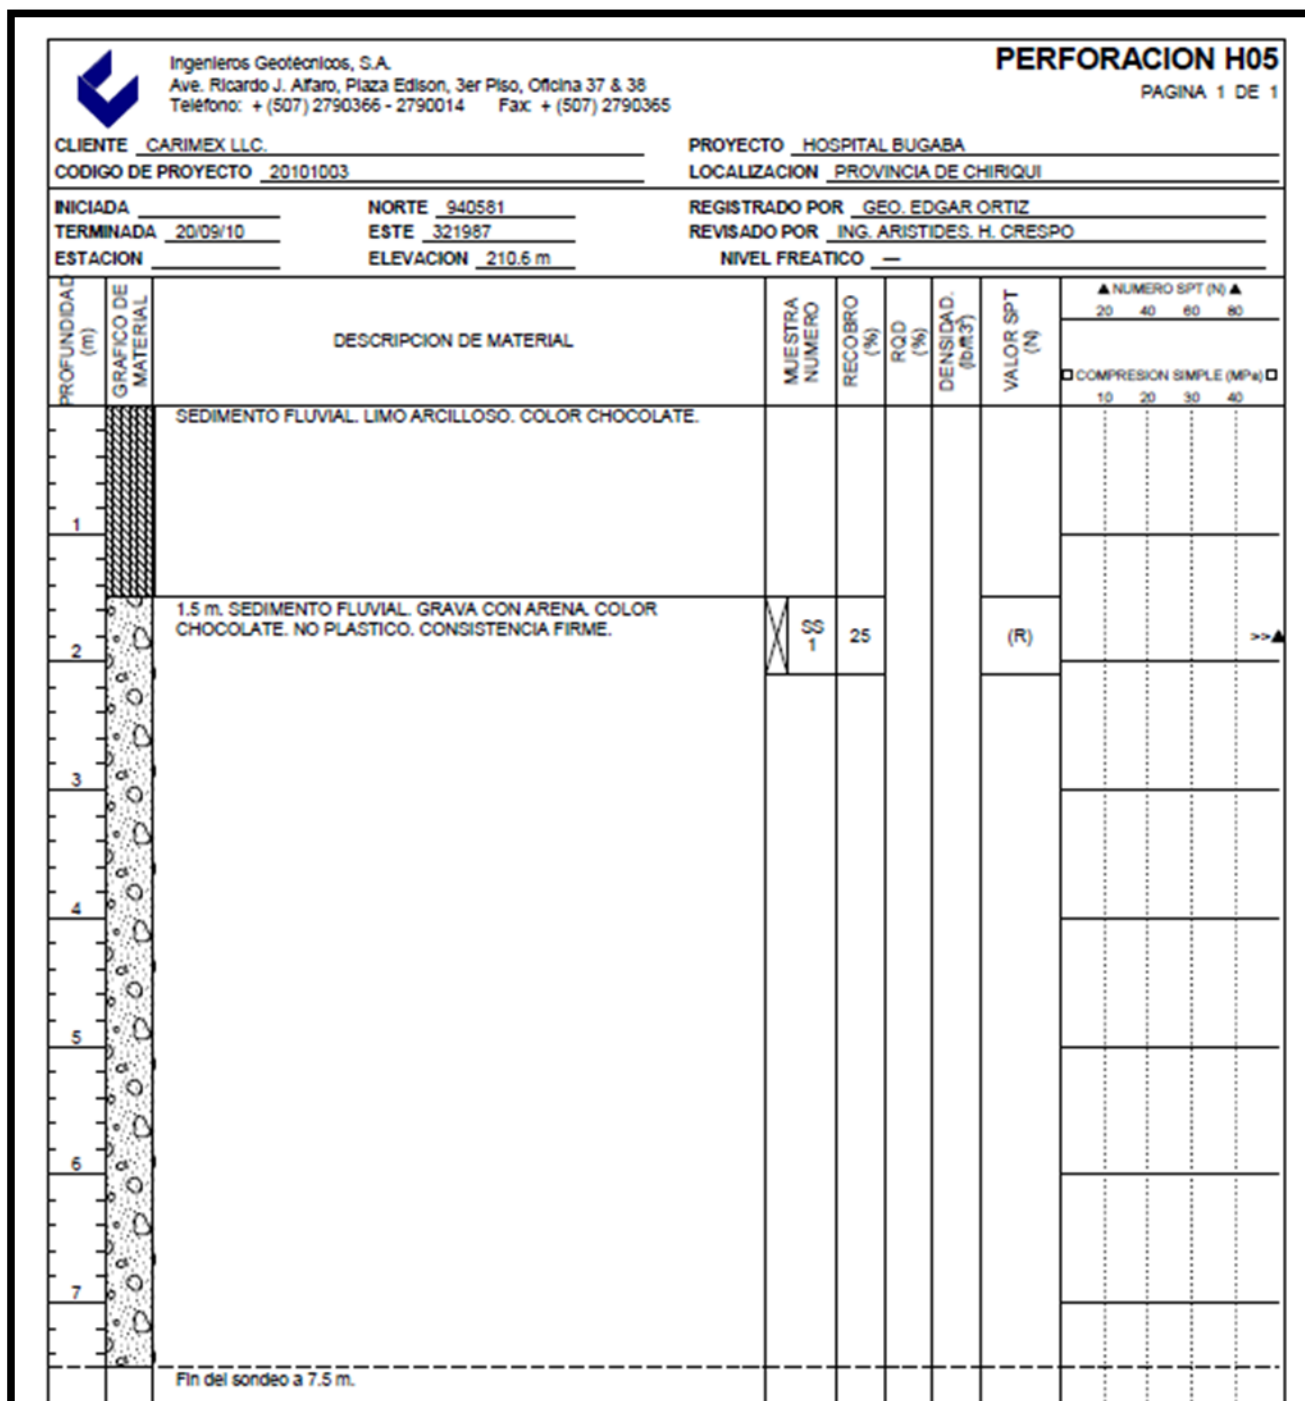 Ingenieros Geotécnicos, S.A.
Ave. Ricardo J. Alfaro, Plaza Edison, 3er Piso, Oficina 37 & 38
Teléfono: + (507) 2790366 - 2790014 Fax: + (507) 2790365
PERFORACION H05
PAGINA 1 DE 1
CLIENTE CARIMEX LLC.
PROYECTO HOSPITAL BUGABA
CODIGO DE PROYECTO 20101003
LOCALIZACION PROVINCIA DE CHIRIQUI
INICIADA
NORTE 940581
REGISTRADO POR GEO. EDGAR ORTIZ
TERMINADA 20/09/10
ESTE 321987
REVISADO POR ING. ARISTIDES. H. CRESPO
ESTACION
ELEVACION 210.6 m
NIVEL FREATICO —
PROFUNDIDAD (m)
GRAFICO DE MATERIAL
DESCRIPCION DE MATERIAL
MUESTRA NUMERO
RECOBRO (%)
RQD (%)
DENSIDAD. (lb/ft3)
VALOR SPT (N)
▲ NUMERO SPT (N) ▲
20 40 60 80
□ COMPRESION SIMPLE (MPa) □
10 20 30 40
SEDIMENTO FLUVIAL. LIMO ARCILLOSO. COLOR CHOCOLATE.
1
1.5 m. SEDIMENTO FLUVIAL. GRAVA CON ARENA. COLOR
CHOCOLATE. NO PLASTICO. CONSISTENCIA FIRME.
SS
1
25
(R)
>>▲
2
3
4
5
6
7
Fin del sondeo a 7.5 m.